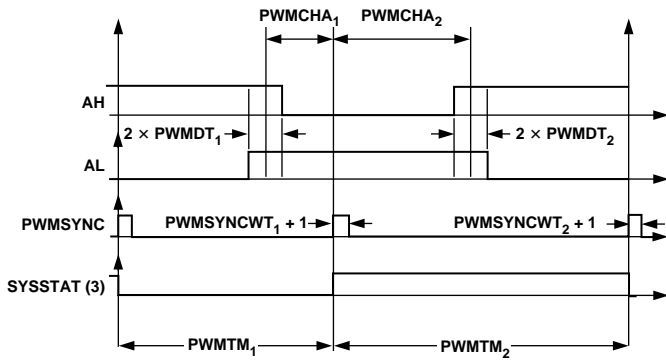 PWMCHA₁ PWMCHA₂
AH
2 × PWMDT₁ 2 × PWMDT₂
AL
PWMSYNC PWMSYNCWT₁ + 1 PWMSYNCWT₂ + 1
SYSSTAT (3)
PWMTM₁ PWMTM₂